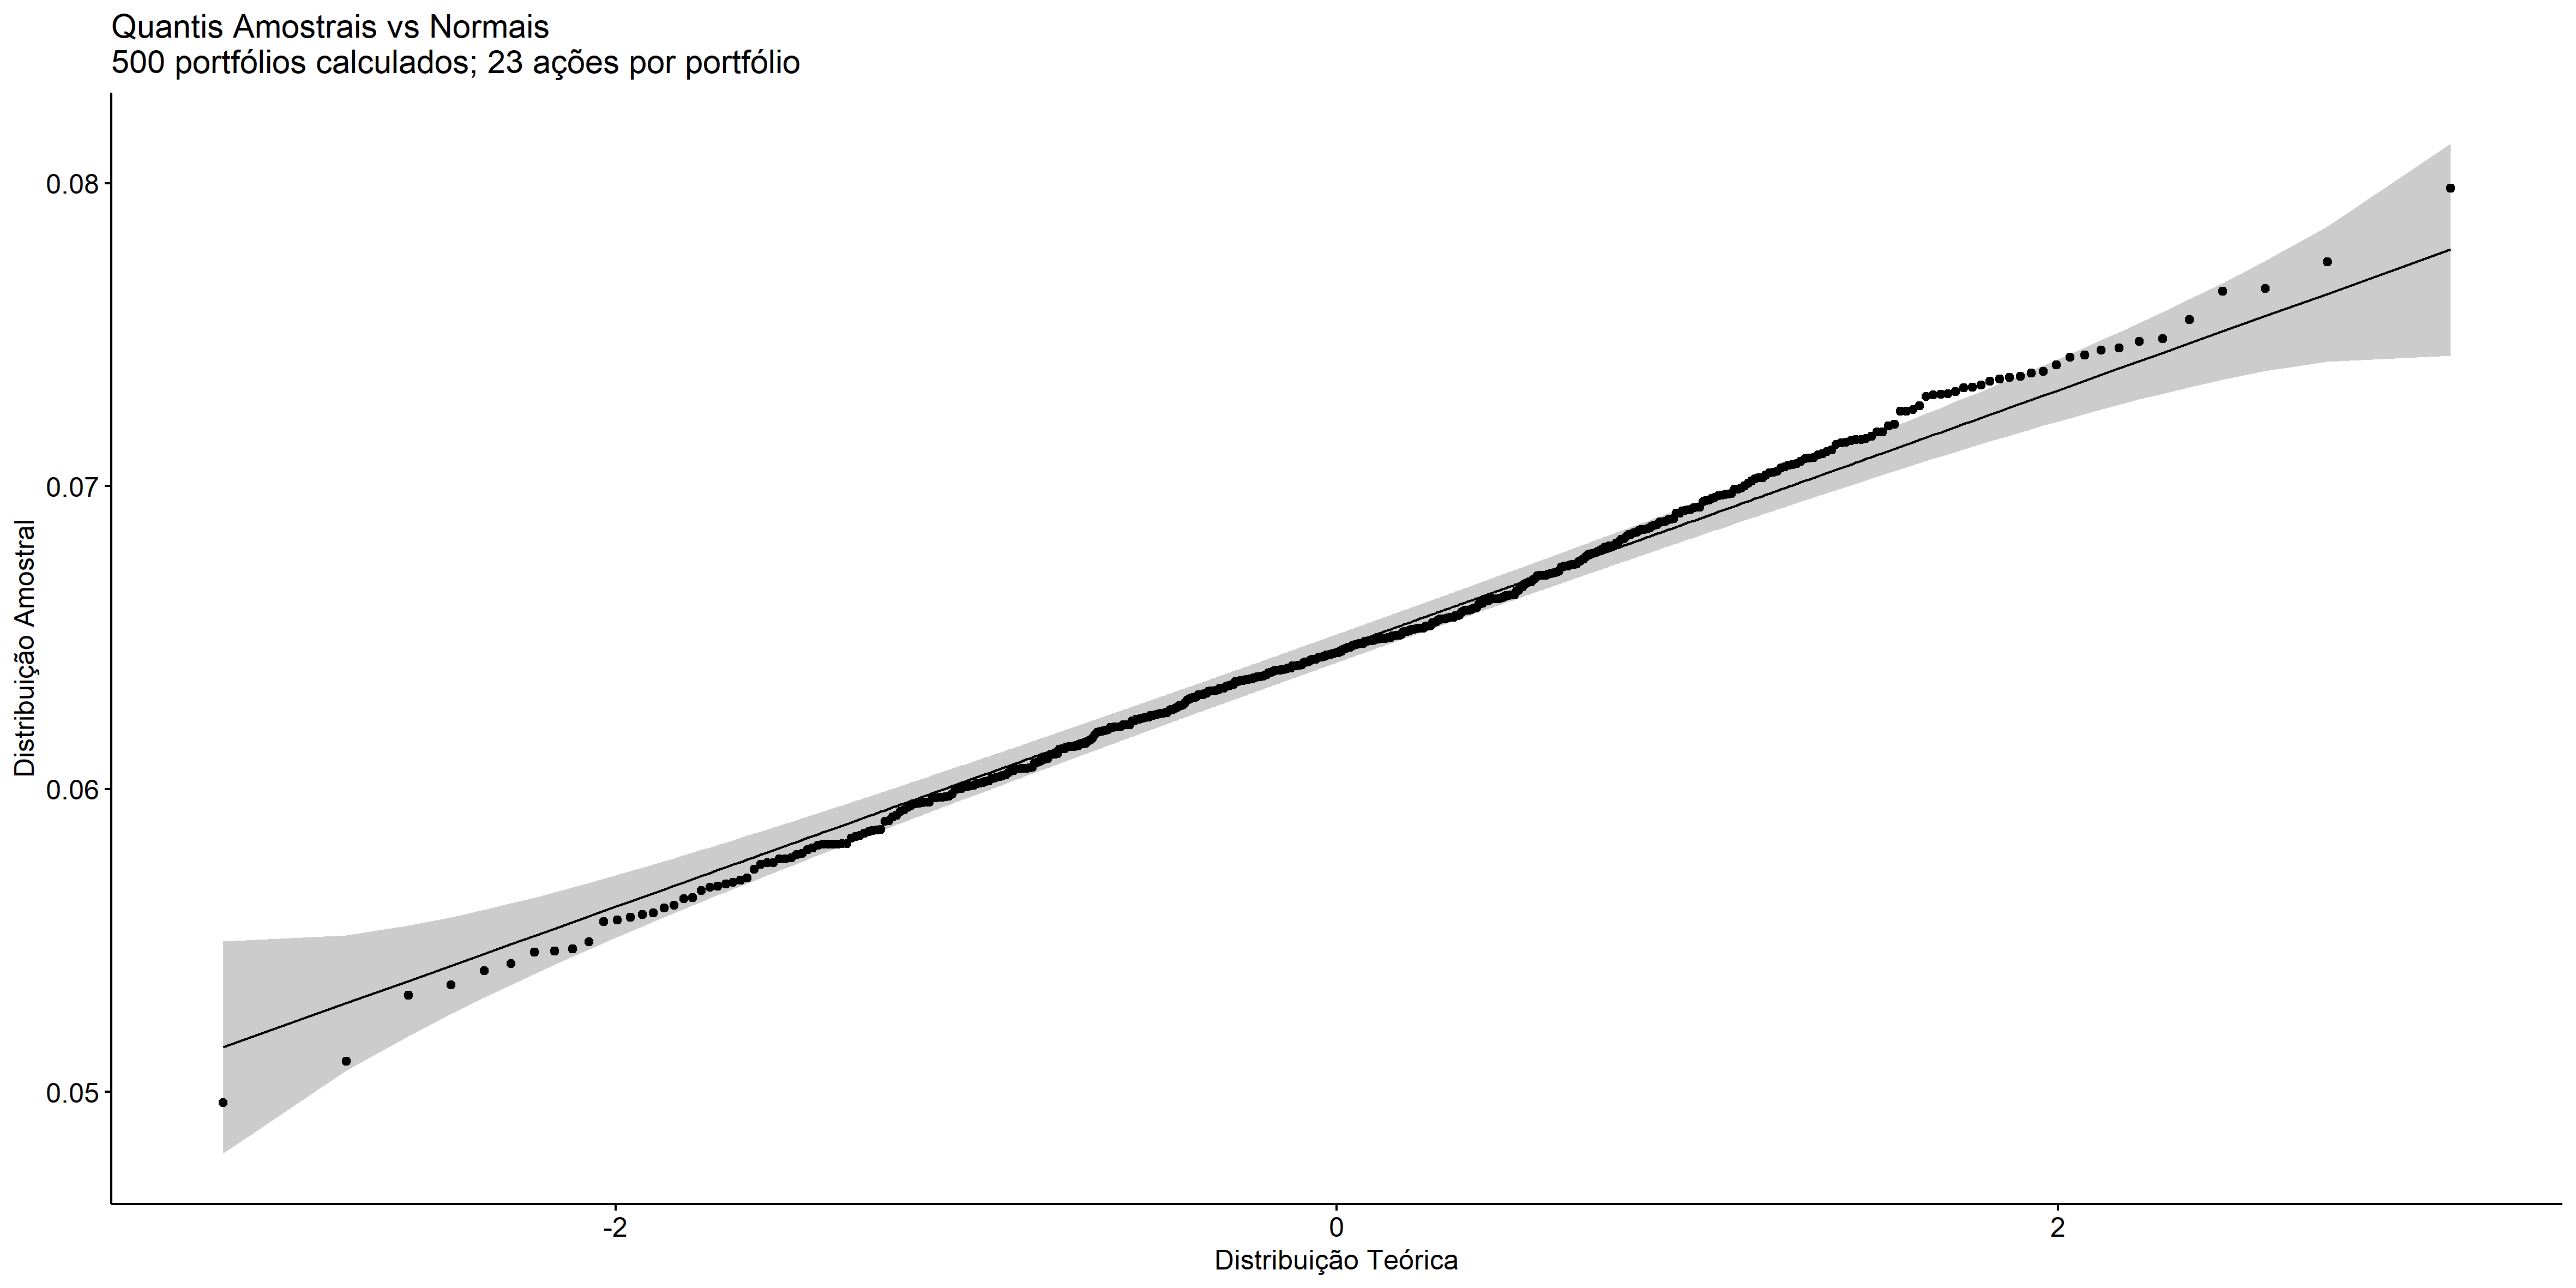 Quantis Amostrais vs Normais
500 portfólios calculados; 23 ações por portfólio
Distribuição Amostral
0.08
0.07
0.06
0.05
-2
0
2
Distribuição Teórica